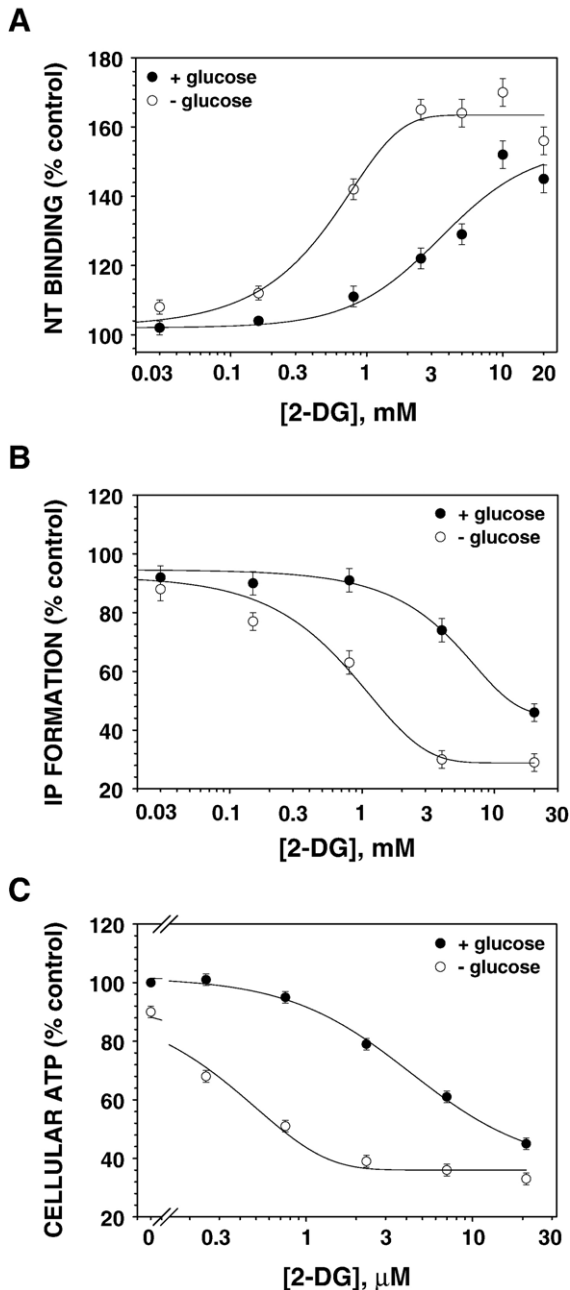 A
180
160
140
120
100
NT BINDING (% control)
+ glucose
- glucose
0.03 0.1 0.3 1 3 10 20
[2-DG], mM
B
120
100
80
60
40
20
IP FORMATION (% control)
+ glucose
- glucose
0.03 0.1 1 4 10 30
[2-DG], mM
C
120
100
80
60
40
20
CELLULAR ATP (% control)
+ glucose
- glucose
0 0.3 1 3 10 30
[2-DG], μM